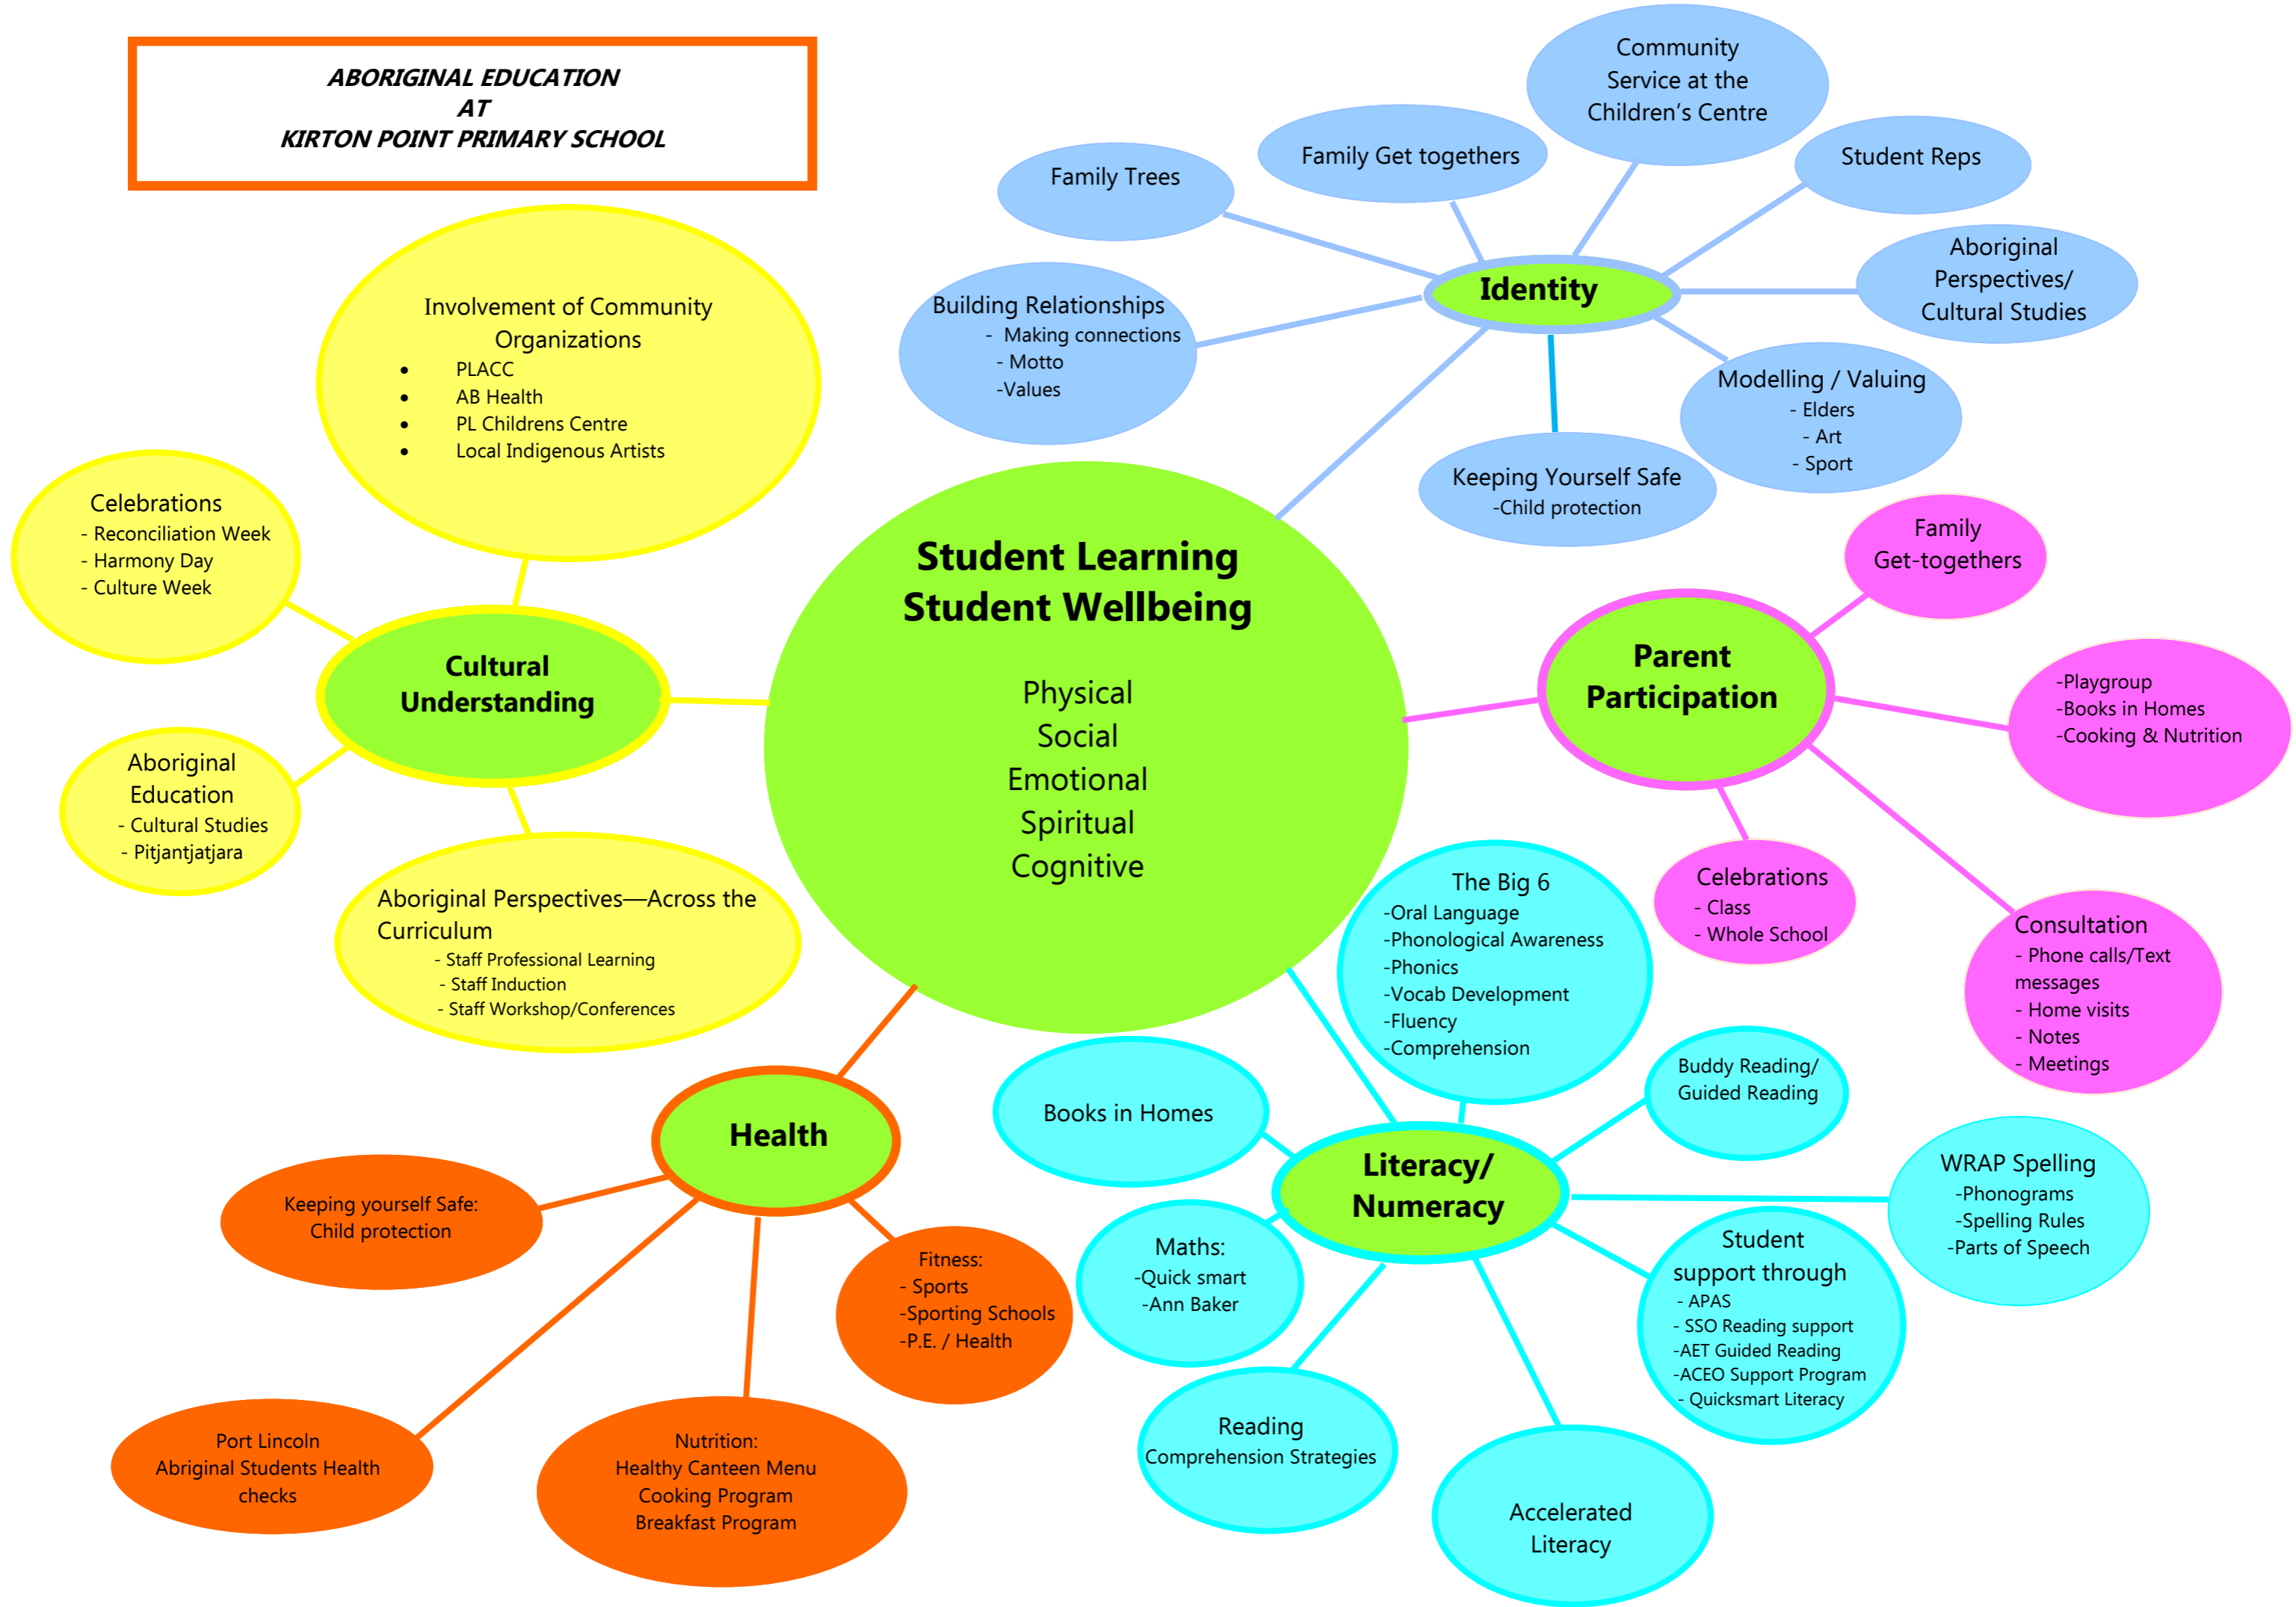 ABORIGINAL EDUCATION
AT
KIRTON POINT PRIMARY SCHOOL
Community
Service at the
Children's Centre
Family Get togethers
Student Reps
Family Trees
Aboriginal
Perspectives/
Cultural Studies
Identity
Building Relationships
- Making connections
- Motto
-Values
Modelling / Valuing
- Elders
- Art
- Sport
Keeping Yourself Safe
-Child protection
Involvement of Community
Organizations
• PLACC
• AB Health
• PL Childrens Centre
• Local Indigenous Artists
Celebrations
- Reconciliation Week
- Harmony Day
- Culture Week
Cultural
Understanding
Aboriginal
Education
- Cultural Studies
- Pitjantjatjara
Aboriginal Perspectives—Across the
Curriculum
- Staff Professional Learning
- Staff Induction
- Staff Workshop/Conferences
Student Learning
Student Wellbeing
Physical
Social
Emotional
Spiritual
Cognitive
Parent
Participation
Family
Get-togethers
-Playgroup
-Books in Homes
-Cooking & Nutrition
Celebrations
- Class
- Whole School
Consultation
- Phone calls/Text
messages
- Home visits
- Notes
- Meetings
Health
Keeping yourself Safe:
Child protection
Fitness:
- Sports
-Sporting Schools
-P.E. / Health
Port Lincoln
Abriginal Students Health
checks
Nutrition:
Healthy Canteen Menu
Cooking Program
Breakfast Program
Literacy/
Numeracy
The Big 6
-Oral Language
-Phonological Awareness
-Phonics
-Vocab Development
-Fluency
-Comprehension
Books in Homes
Buddy Reading/
Guided Reading
WRAP Spelling
-Phonograms
-Spelling Rules
-Parts of Speech
Maths:
-Quick smart
-Ann Baker
Student
support through
- APAS
- SSO Reading support
-AET Guided Reading
-ACEO Support Program
- Quicksmart Literacy
Reading
Comprehension Strategies
Accelerated
Literacy